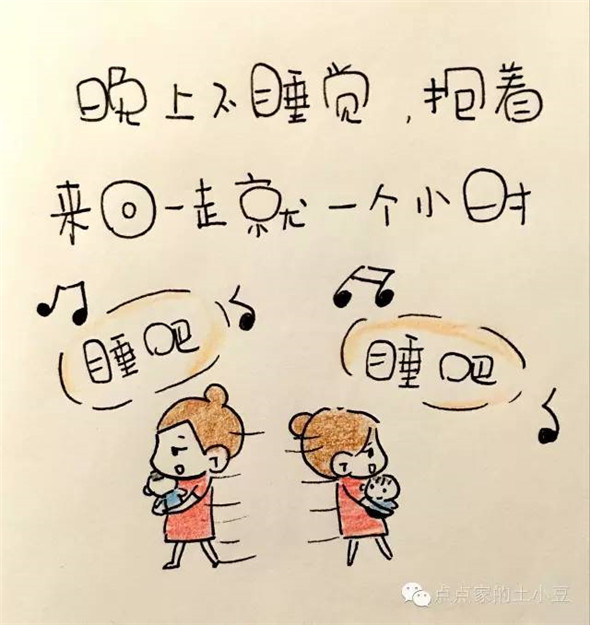 晚上不睡觉,抱着
来回一走就一个小时
睡吧
睡吧
点点家的土小豆